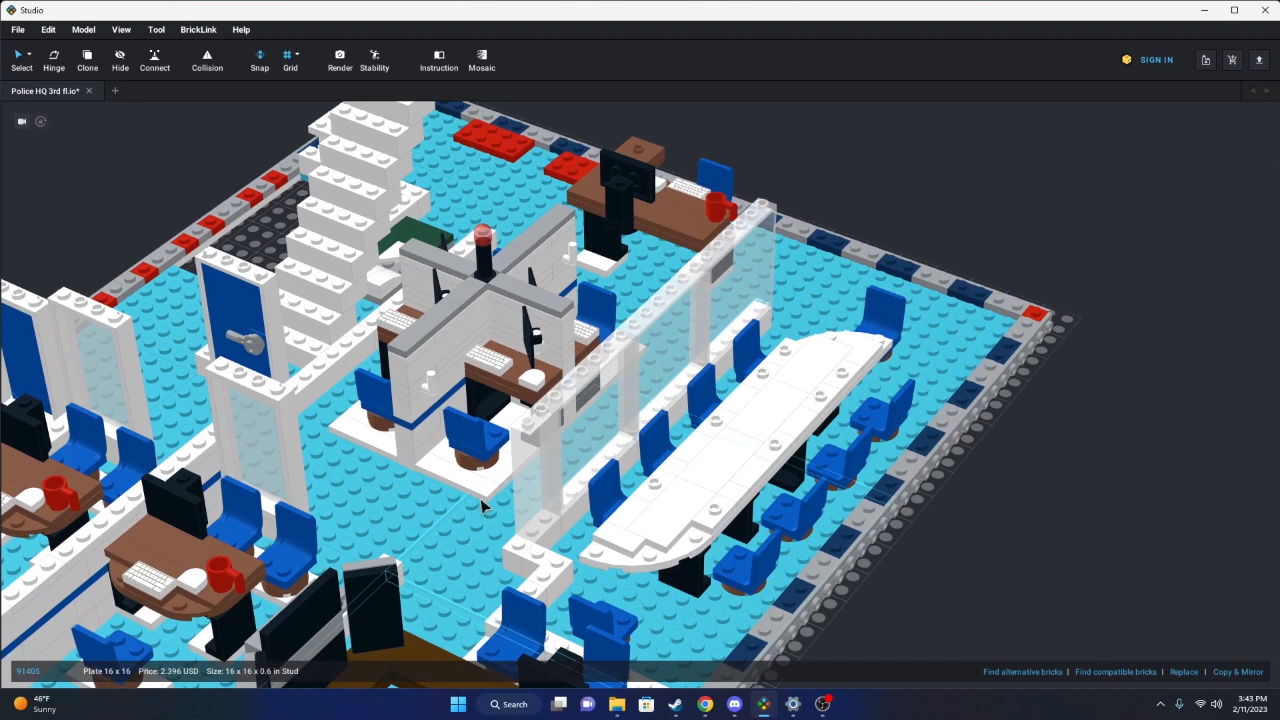 Studio
File Edit Model View Tool BrickLink Help
Select Hinge Clone Hide Connect Collision Snap Grid Render Stability Instruction Mosaic SIGN IN
Police HQ 3rd fl.io*
91405 Plate 16 x 16 Price: 2.396 USD Size: 16 x 16 x 0.6 in Stud Find alternative bricks | Find compatible bricks | Replace | Copy & Mirror
46°F
Sunny
Search
3:43 PM
2/11/2023